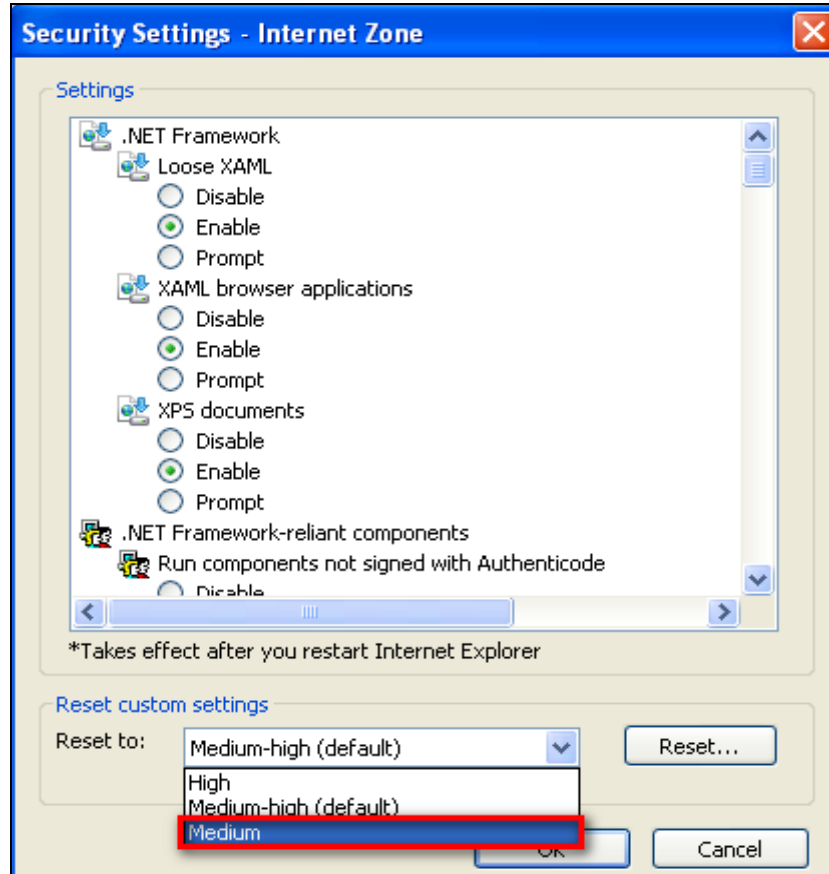 Security Settings - Internet Zone
Settings
.NET Framework
Loose XAML
Disable
Enable
Prompt
XAML browser applications
Disable
Enable
Prompt
XPS documents
Disable
Enable
Prompt
.NET Framework-reliant components
Run components not signed with Authenticode
Disable
*Takes effect after you restart Internet Explorer
Reset custom settings
Reset to:
Medium-high (default)
Reset...
High
Medium-high (default)
Medium
OK
Cancel